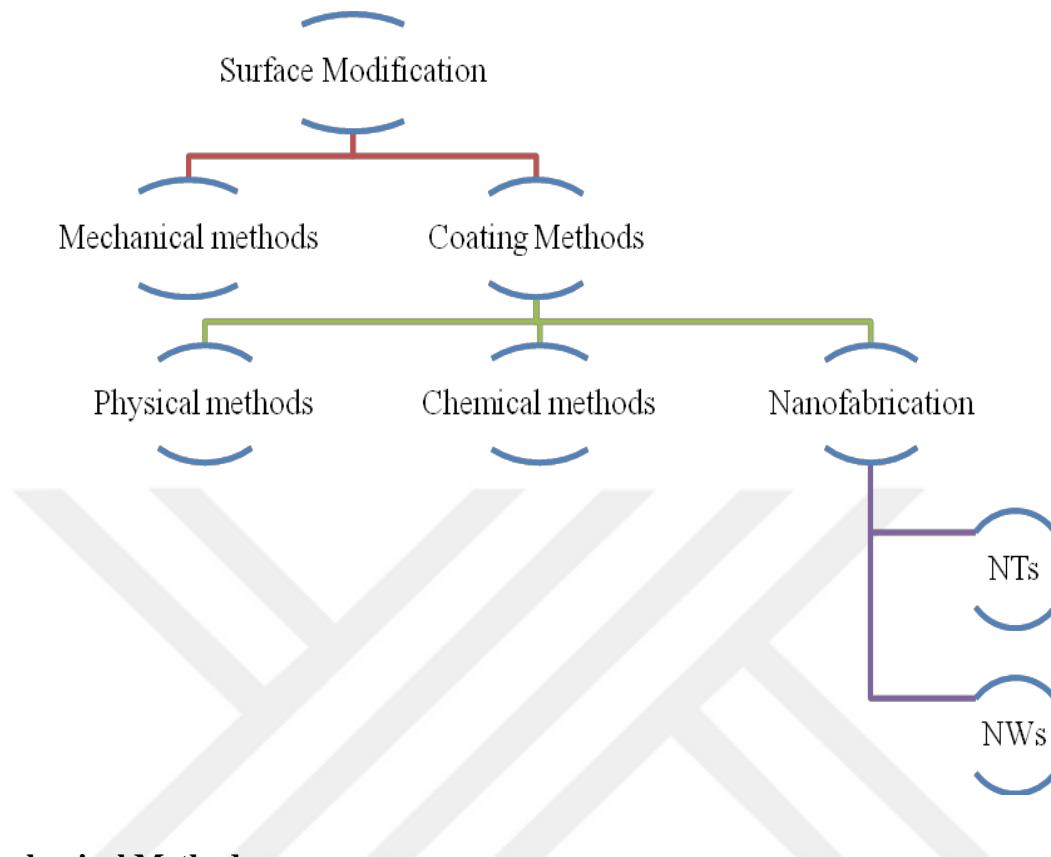 Surface Modification
Mechanical methods
Coating Methods
Physical methods
Chemical methods
Nanofabrication
NTs
NWs